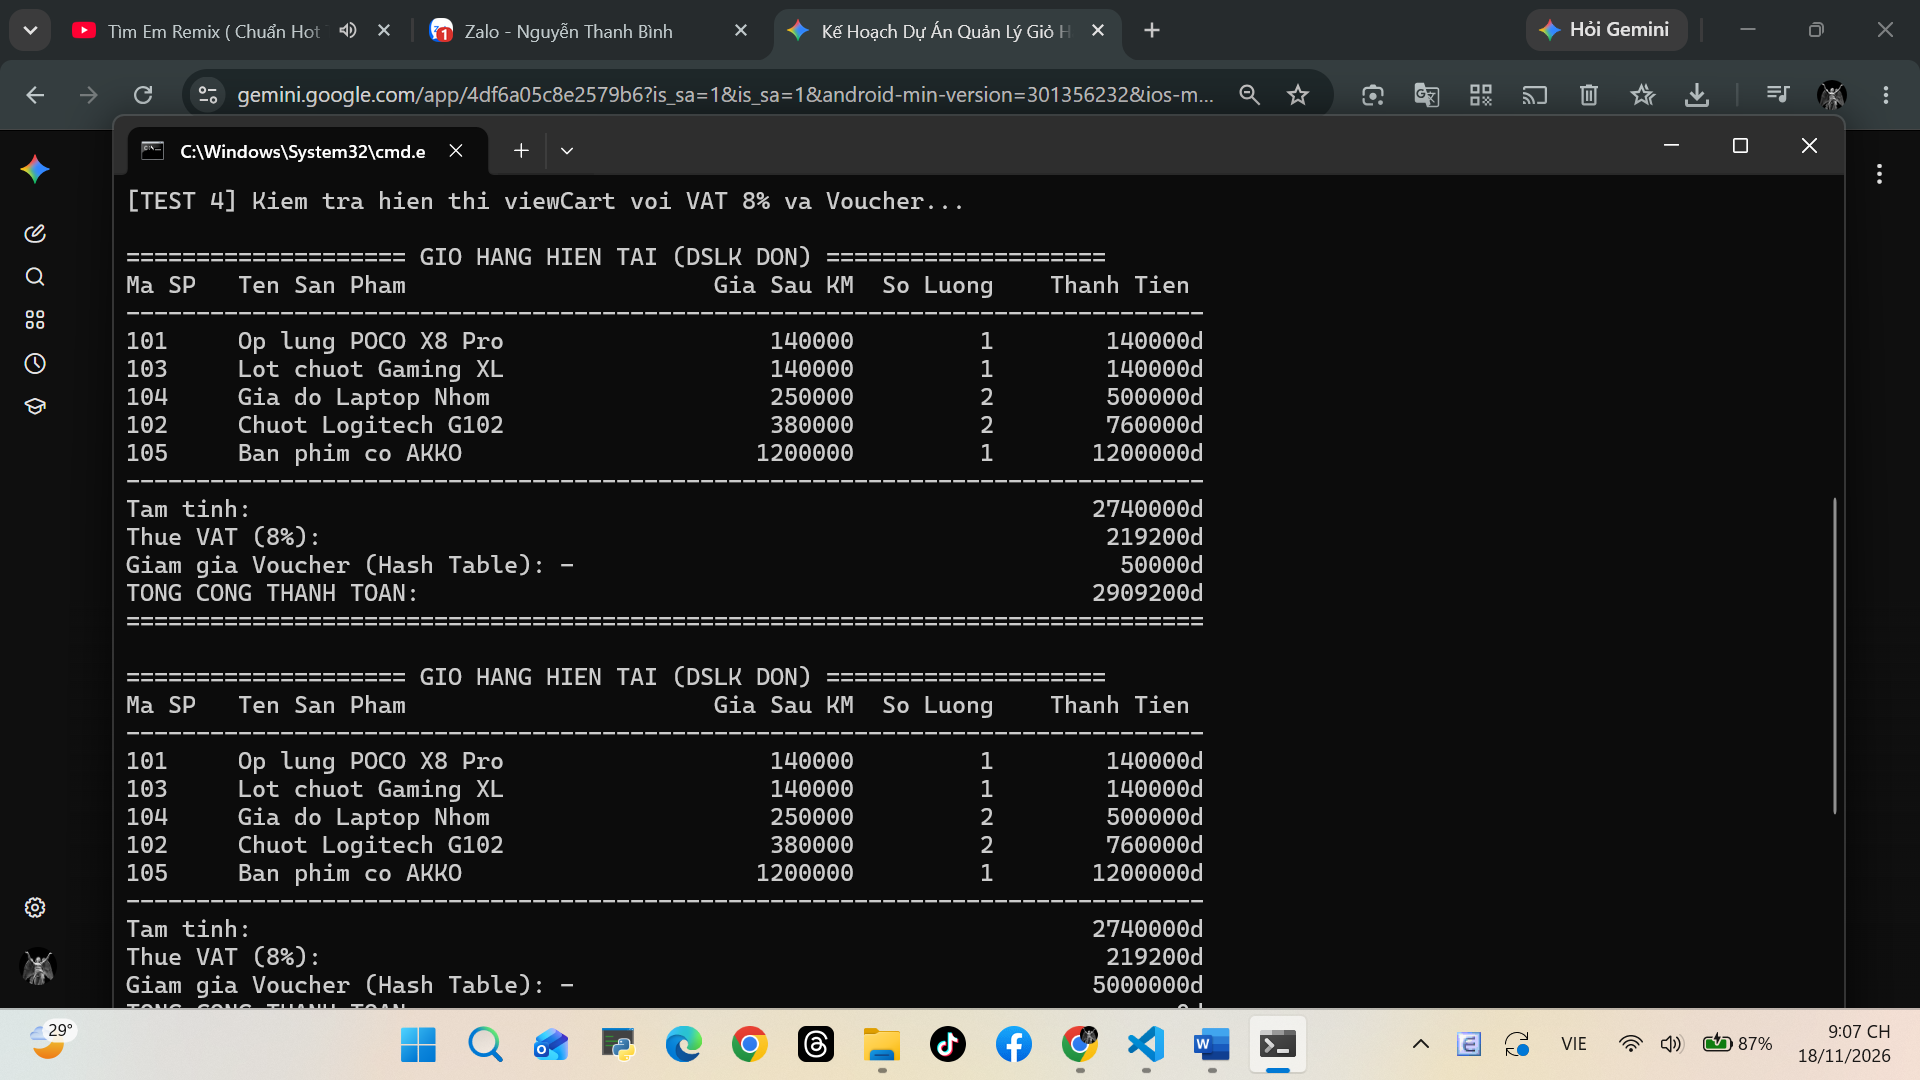 Tìm Em Remix ( Chuẩn Hot
Zalo - Nguyễn Thanh Bình
Kế Hoạch Dự Án Quản Lý Giỏ H
Hỏi Gemini
gemini.google.com/app/4df6a05c8e2579b6?is_sa=1&is_sa=1&android-min-version=301356232&ios-m...
C:\Windows\System32\cmd.e
[TEST 4] Kiem tra hien thi viewCart voi VAT 8% va Voucher...
==================== GIO HANG HIEN TAI (DSLK DON) ====================
Ma SP Ten San Pham Gia Sau KM So Luong Thanh Tien
-----------------------------------------------------------------------------
101 Op lung POCO X8 Pro 140000 1 140000d
103 Lot chuot Gaming XL 140000 1 140000d
104 Gia do Laptop Nhom 250000 2 500000d
102 Chuot Logitech G102 380000 2 760000d
105 Ban phim co AKKO 1200000 1 1200000d
-----------------------------------------------------------------------------
Tam tinh: 2740000d
Thue VAT (8%): 219200d
Giam gia Voucher (Hash Table): - 50000d
TONG CONG THANH TOAN: 2909200d
=============================================================================
==================== GIO HANG HIEN TAI (DSLK DON) ====================
Ma SP Ten San Pham Gia Sau KM So Luong Thanh Tien
-----------------------------------------------------------------------------
101 Op lung POCO X8 Pro 140000 1 140000d
103 Lot chuot Gaming XL 140000 1 140000d
104 Gia do Laptop Nhom 250000 2 500000d
102 Chuot Logitech G102 380000 2 760000d
105 Ban phim co AKKO 1200000 1 1200000d
-----------------------------------------------------------------------------
Tam tinh: 2740000d
Thue VAT (8%): 219200d
Giam gia Voucher (Hash Table): - 5000000d
29°
VIE
87%
9:07 CH
18/11/2026